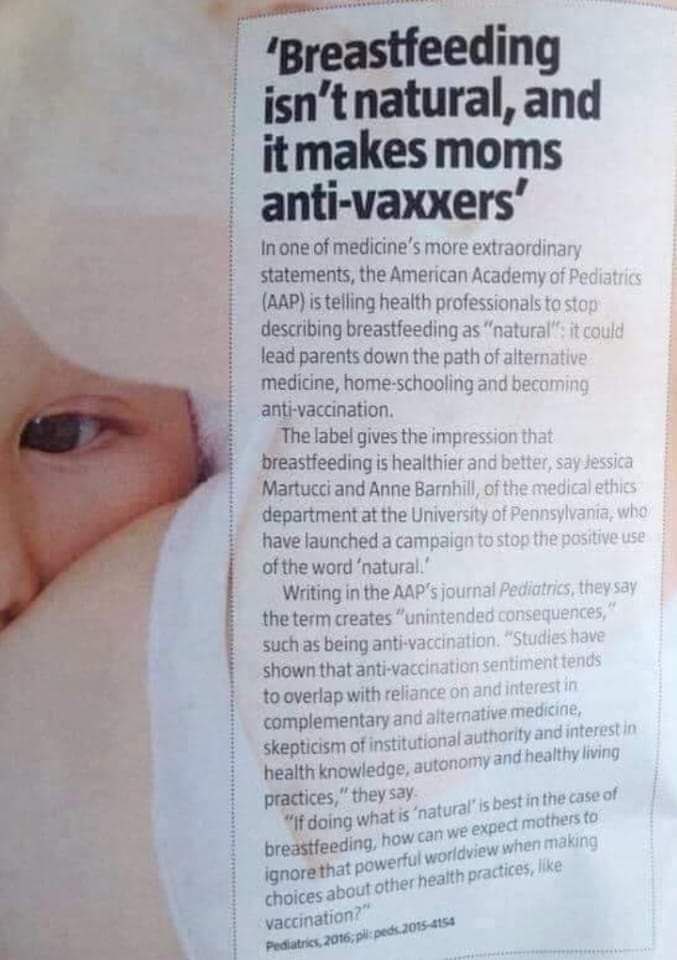 ‘Breastfeeding
isn’t natural, and
it makes moms
anti-vaxxers’
In one of medicine’s more extraordinary
statements, the American Academy of Pediatrics
(AAP) is telling health professionals to stop
describing breastfeeding as “natural”: it could
lead parents down the path of alternative
medicine, home-schooling and becoming
anti-vaccination.
The label gives the impression that
breastfeeding is healthier and better, say Jessica
Martucci and Anne Barnhill, of the medical ethics
department at the University of Pennsylvania, who
have launched a campaign to stop the positive use
of the word ‘natural.’
Writing in the AAP’s journal Pediatrics, they say
the term creates “unintended consequences,”
such as being anti-vaccination. “Studies have
shown that anti-vaccination sentiment tends
to overlap with reliance on and interest in
complementary and alternative medicine,
skepticism of institutional authority and interest in
health knowledge, autonomy and healthy living
practices,” they say.
“If doing what is ‘natural’ is best in the case of
breastfeeding, how can we expect mothers to
ignore that powerful worldview when making
choices about other health practices, like
vaccination?”
Pediatrics, 2016; pii: peds.2015-4154